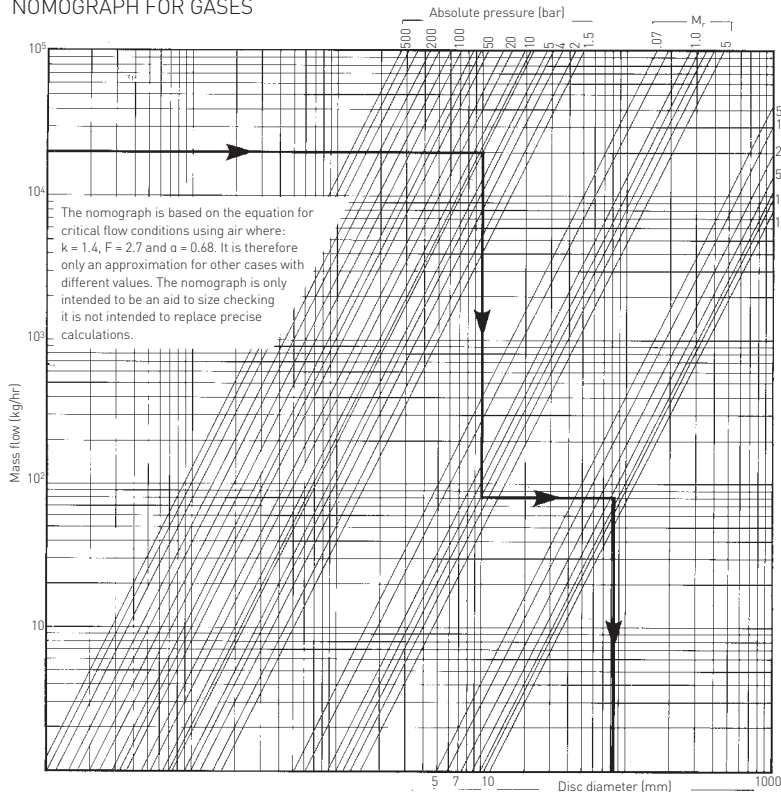 NOMOGRAPH FOR GASES
Absolute pressure (bar)
500 200 100 50 20 10 5 4 2 1.5
Mr
.07 1.0 5
10⁵
10⁴
The nomograph is based on the equation for
critical flow conditions using air where:
k = 1.4, F = 2.7 and α = 0.68. It is therefore
only an approximation for other cases with
different values. The nomograph is only
intended to be an aid to size checking
it is not intended to replace precise
calculations.
10³
Mass flow (kg/hr)
10²
10
5 7 10
1000
Disc diameter (mm)